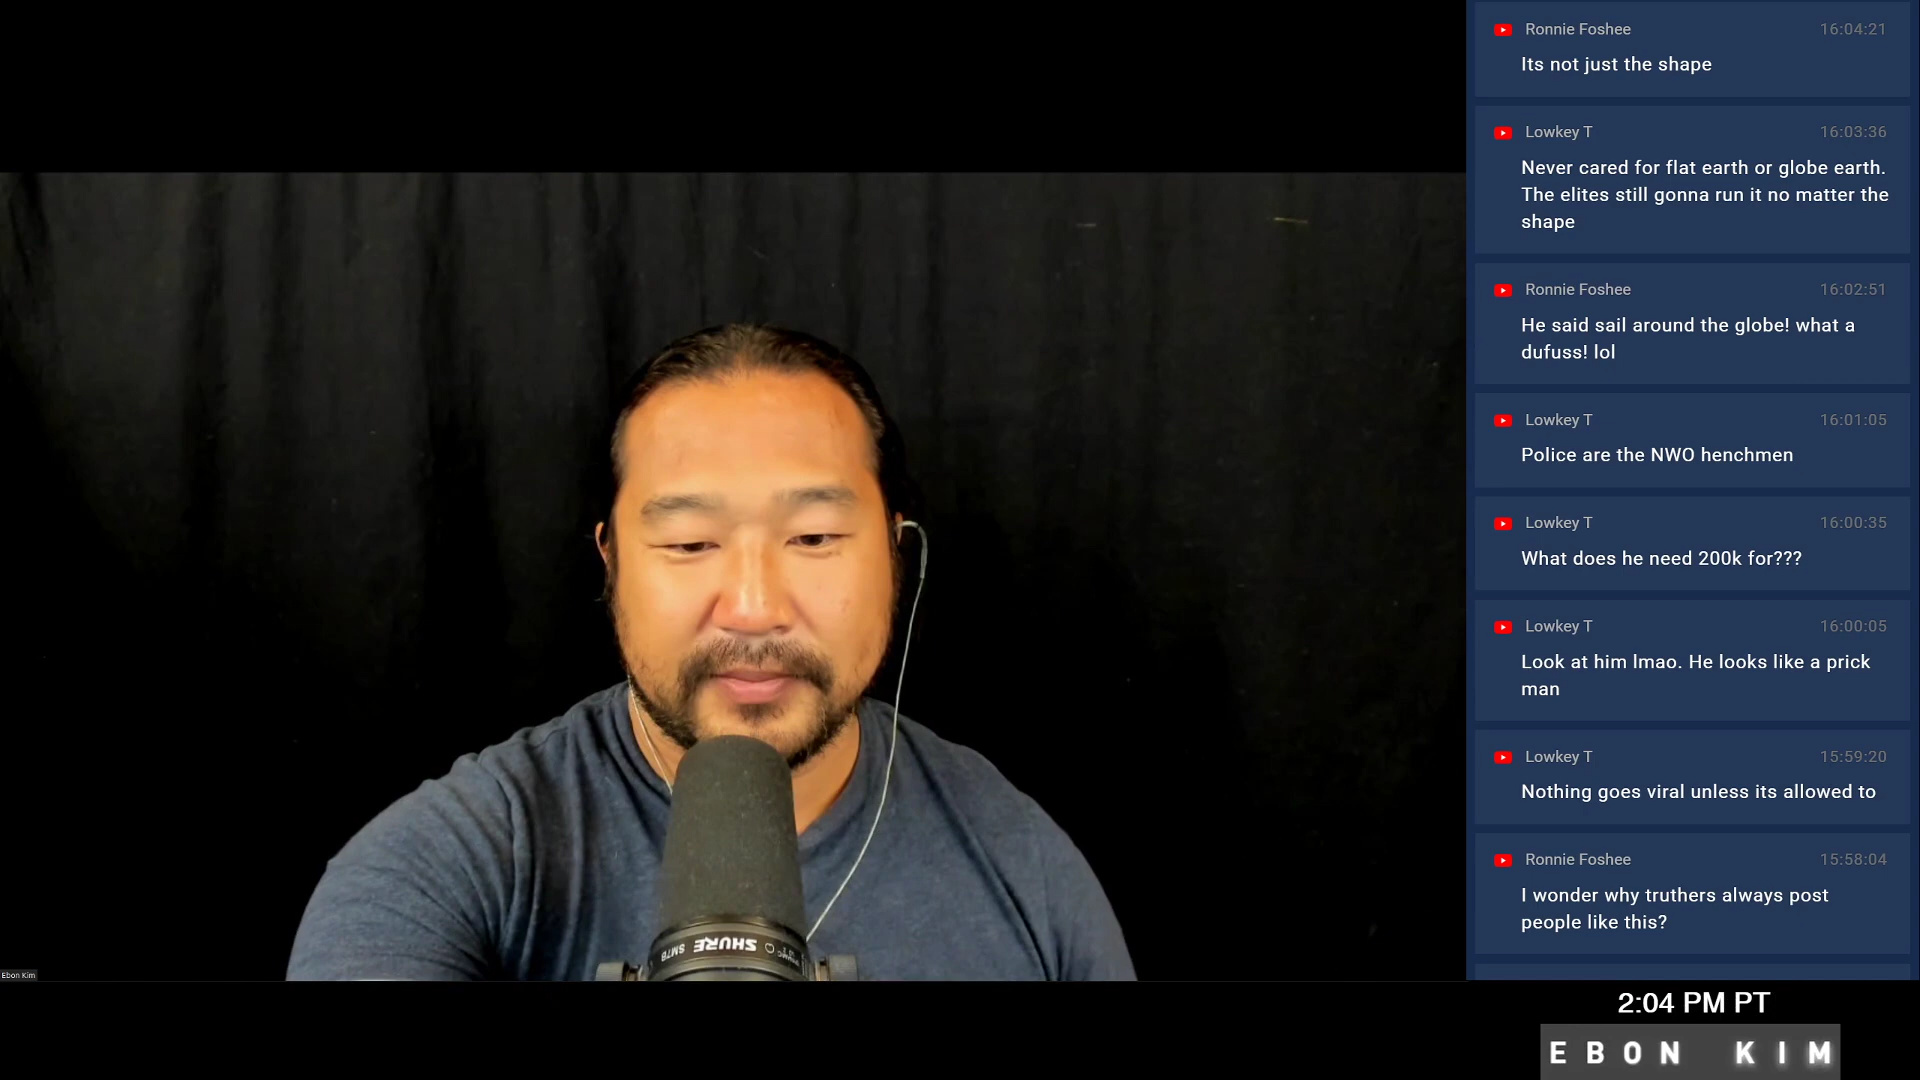 Ronnie Foshee 16:04:21
Its not just the shape
Lowkey T 16:03:36
Never cared for flat earth or globe earth.
The elites still gonna run it no matter the
shape
Ronnie Foshee 16:02:51
He said sail around the globe! what a
dufuss! lol
Lowkey T 16:01:05
Police are the NWO henchmen
Lowkey T 16:00:35
What does he need 200k for???
Lowkey T 16:00:05
Look at him lmao. He looks like a prick
man
Lowkey T 15:59:20
Nothing goes viral unless its allowed to
Ronnie Foshee 15:58:04
I wonder why truthers always post
people like this?
SHURE SM7B
Ebon Kim
2:04 PM PT
EBON KIM